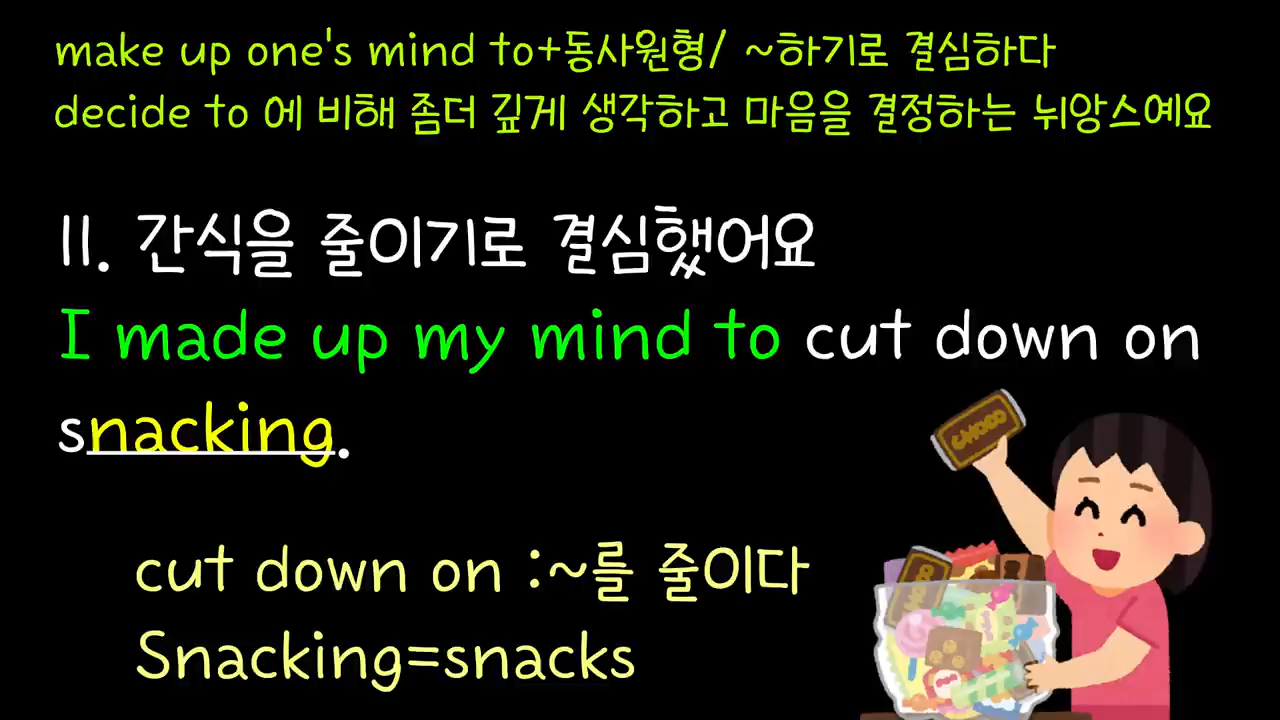 make up one's mind to+동사원형/ ~하기로 결심하다
decide to 에 비해 좀더 깊게 생각하고 마음을 결정하는 뉘앙스예요
11. 간식을 줄이기로 결심했어요
I made up my mind to cut down on
snacking.
CHOCO
cut down on :~를 줄이다
Snacking=snacks